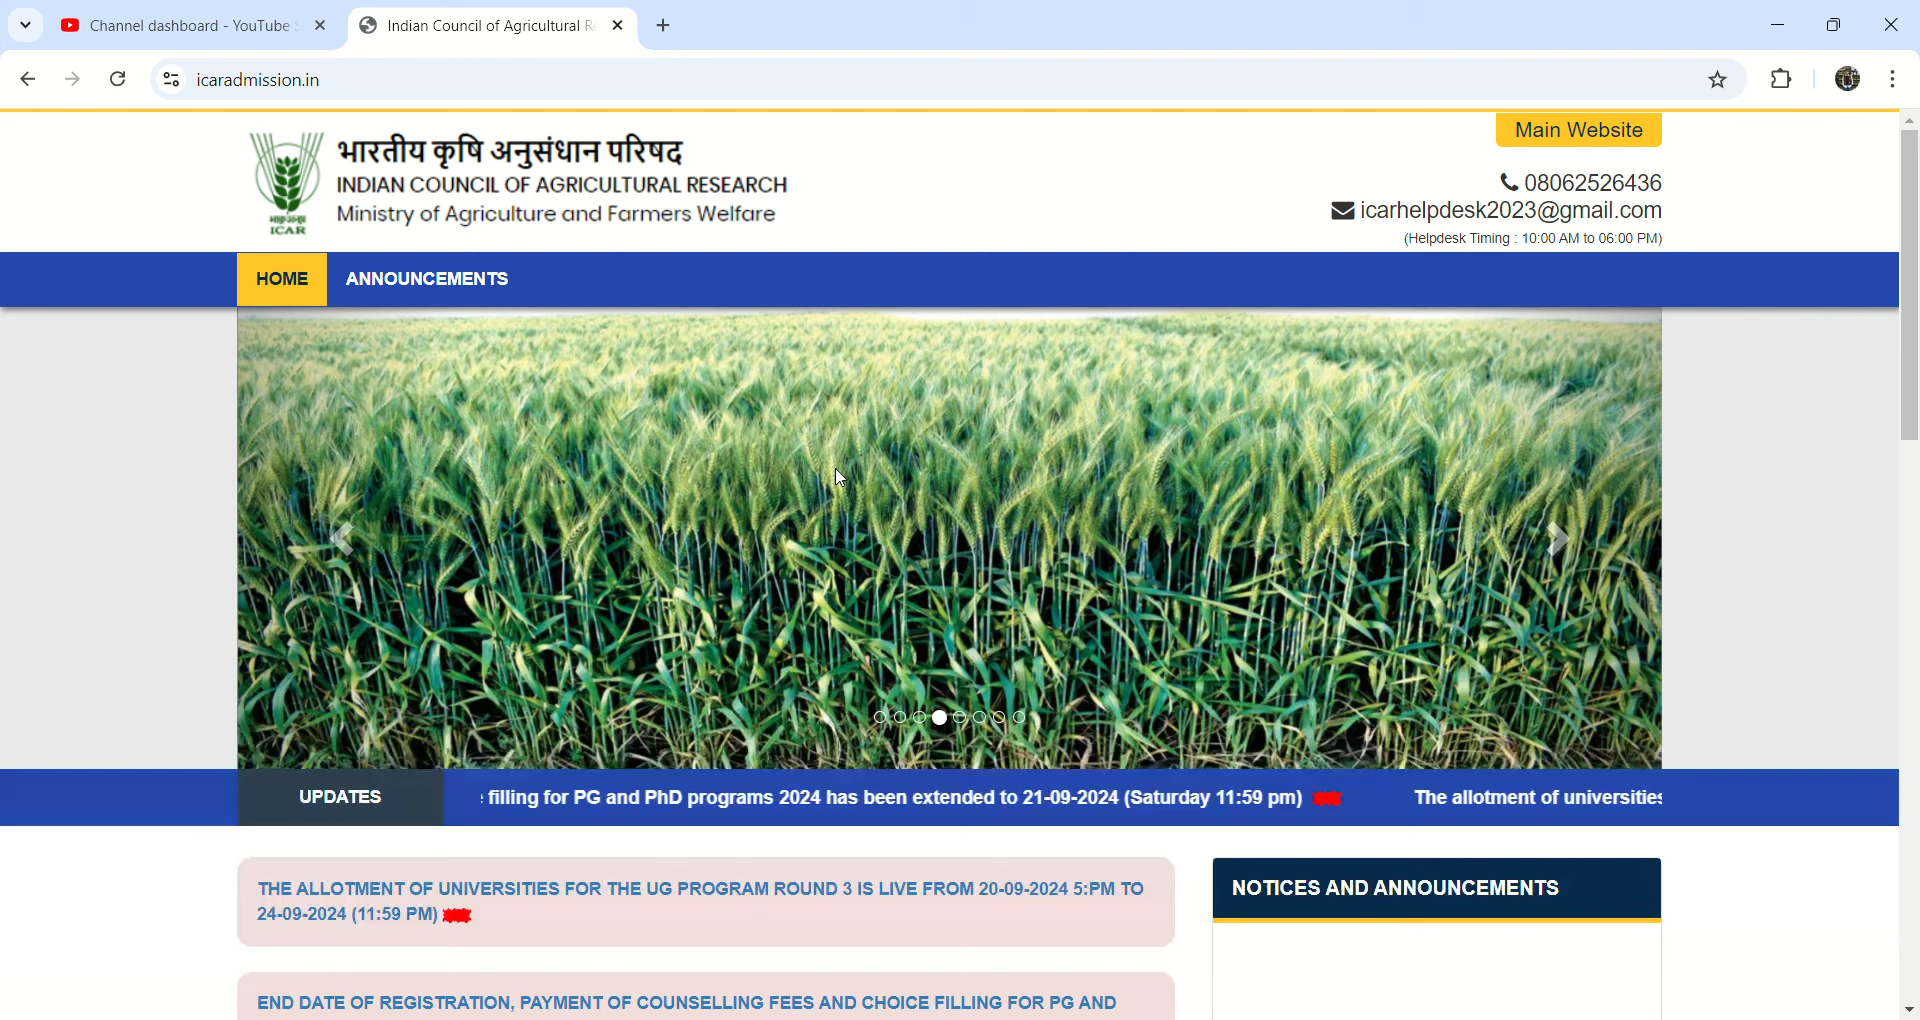 Channel dashboard - YouTube
Indian Council of Agricultural
icaradmission.in
Main Website
भारतीय कृषि अनुसंधान परिषद
INDIAN COUNCIL OF AGRICULTURAL RESEARCH
Ministry of Agriculture and Farmers Welfare
ICAR
08062526436
icarhelpdesk2023@gmail.com
(Helpdesk Timing : 10:00 AM to 06:00 PM)
HOME
ANNOUNCEMENTS
UPDATES
filling for PG and PhD programs 2024 has been extended to 21-09-2024 (Saturday 11:59 pm)
The allotment of universities
THE ALLOTMENT OF UNIVERSITIES FOR THE UG PROGRAM ROUND 3 IS LIVE FROM 20-09-2024 5:PM TO
24-09-2024 (11:59 PM)
NOTICES AND ANNOUNCEMENTS
END DATE OF REGISTRATION, PAYMENT OF COUNSELLING FEES AND CHOICE FILLING FOR PG AND